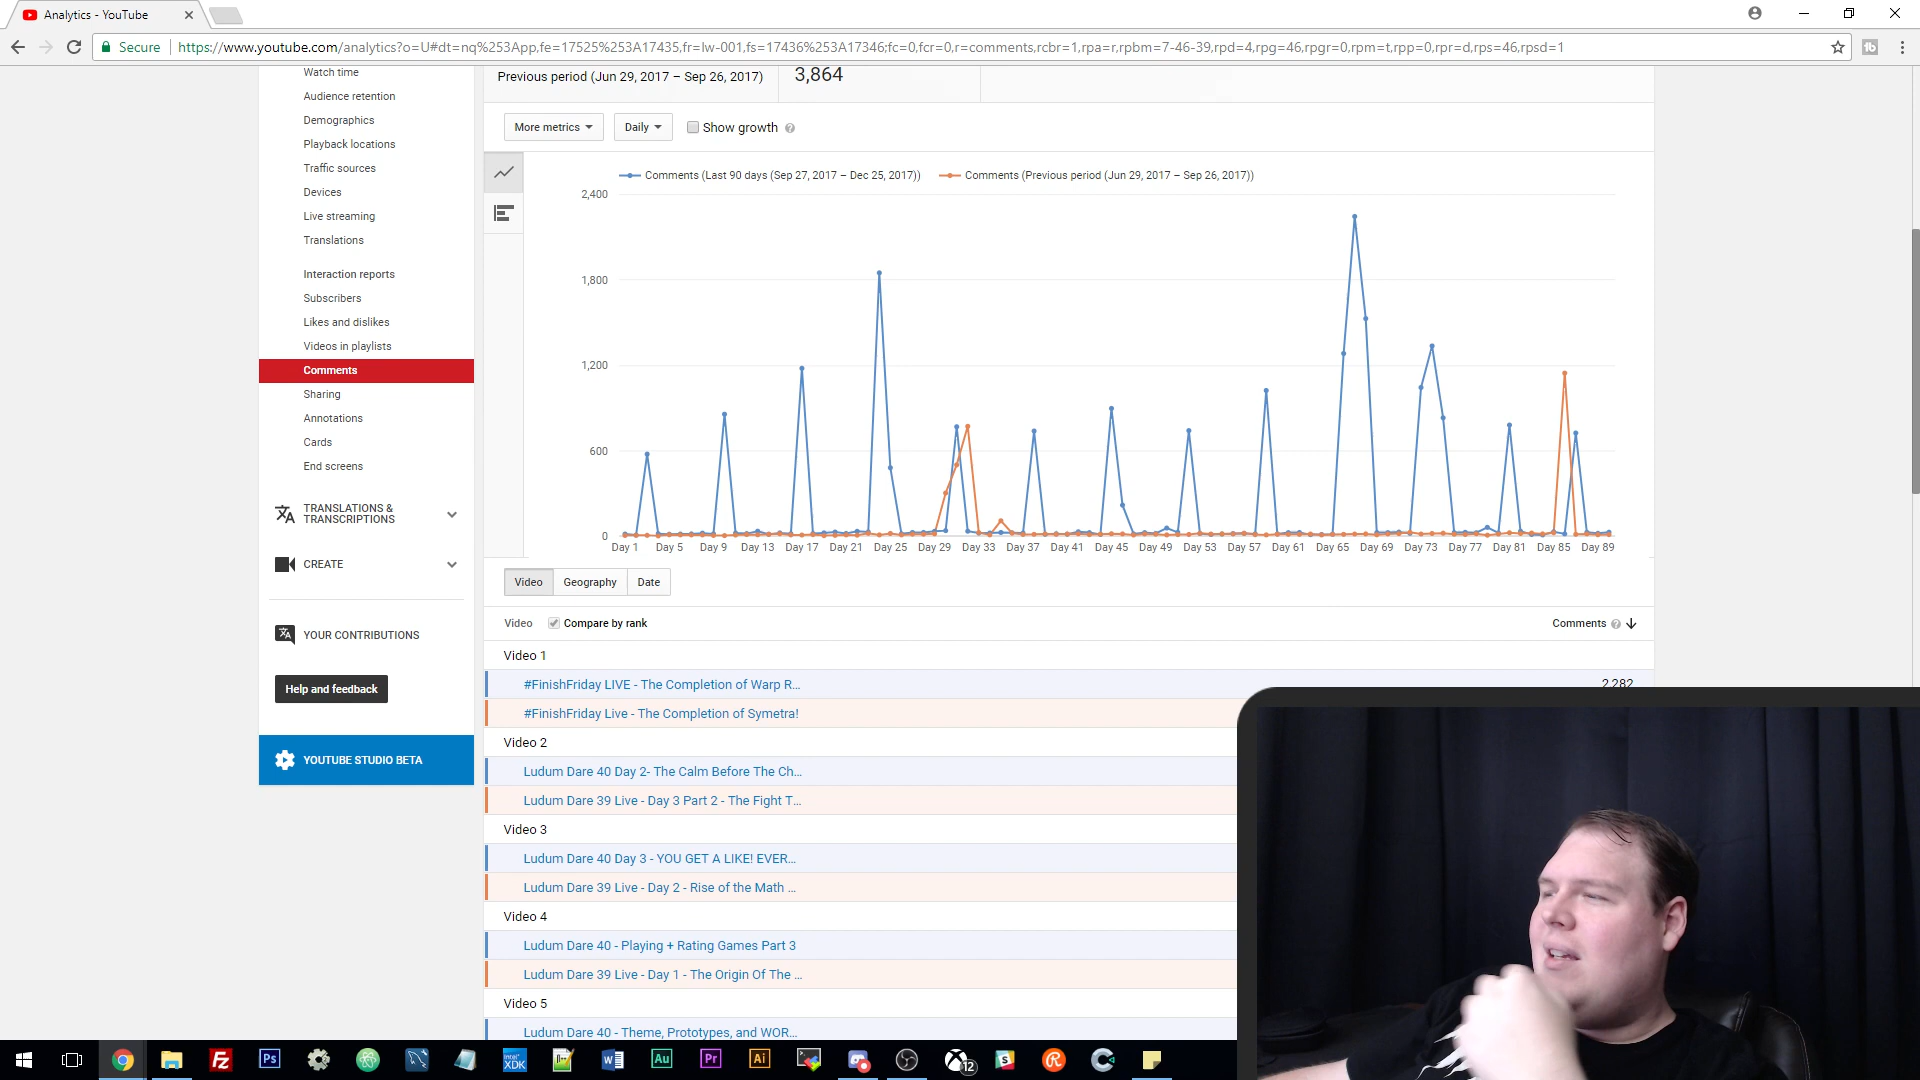 Analytics - YouTube
Secure https://www.youtube.com/analytics?o=U#dt=nq%253App,fe=17525%253A17435,fr=lw-001,fs=17436%253A17346;fc=0,fcr=0,r=comments,rcbr=1,rpa=r,rpbm=7-46-39,rpd=4,rpg=46,rpgr=0,rpm=t,rpp=0,rpr=d,rps=46,rpsd=1
Watch time
Audience retention
Demographics
Playback locations
Traffic sources
Devices
Live streaming
Translations
Interaction reports
Subscribers
Likes and dislikes
Videos in playlists
Comments
Sharing
Annotations
Cards
End screens
TRANSLATIONS &
TRANSCRIPTIONS
CREATE
YOUR CONTRIBUTIONS
Help and feedback
YOUTUBE STUDIO BETA
Previous period (Jun 29, 2017 – Sep 26, 2017) 3,864
More metrics Daily Show growth ?
Comments (Last 90 days (Sep 27, 2017 – Dec 25, 2017)) Comments (Previous period (Jun 29, 2017 – Sep 26, 2017))
2,400
1,800
1,200
600
0
Day 1 Day 5 Day 9 Day 13 Day 17 Day 21 Day 25 Day 29 Day 33 Day 37 Day 41 Day 45 Day 49 Day 53 Day 57 Day 61 Day 65 Day 69 Day 73 Day 77 Day 81 Day 85 Day 89
Video Geography Date
Video Compare by rank Comments ?
Video 1
#FinishFriday LIVE - The Completion of Warp R... 2,282
#FinishFriday Live - The Completion of Symetra!
Video 2
Ludum Dare 40 Day 2- The Calm Before The Ch...
Ludum Dare 39 Live - Day 3 Part 2 - The Fight T...
Video 3
Ludum Dare 40 Day 3 - YOU GET A LIKE! EVER...
Ludum Dare 39 Live - Day 2 - Rise of the Math ...
Video 4
Ludum Dare 40 - Playing + Rating Games Part 3
Ludum Dare 39 Live - Day 1 - The Origin Of The ...
Video 5
Ludum Dare 40 - Theme, Prototypes, and WOR...
Fz Ps intel XDK W Au Pr Ai 12 S R C